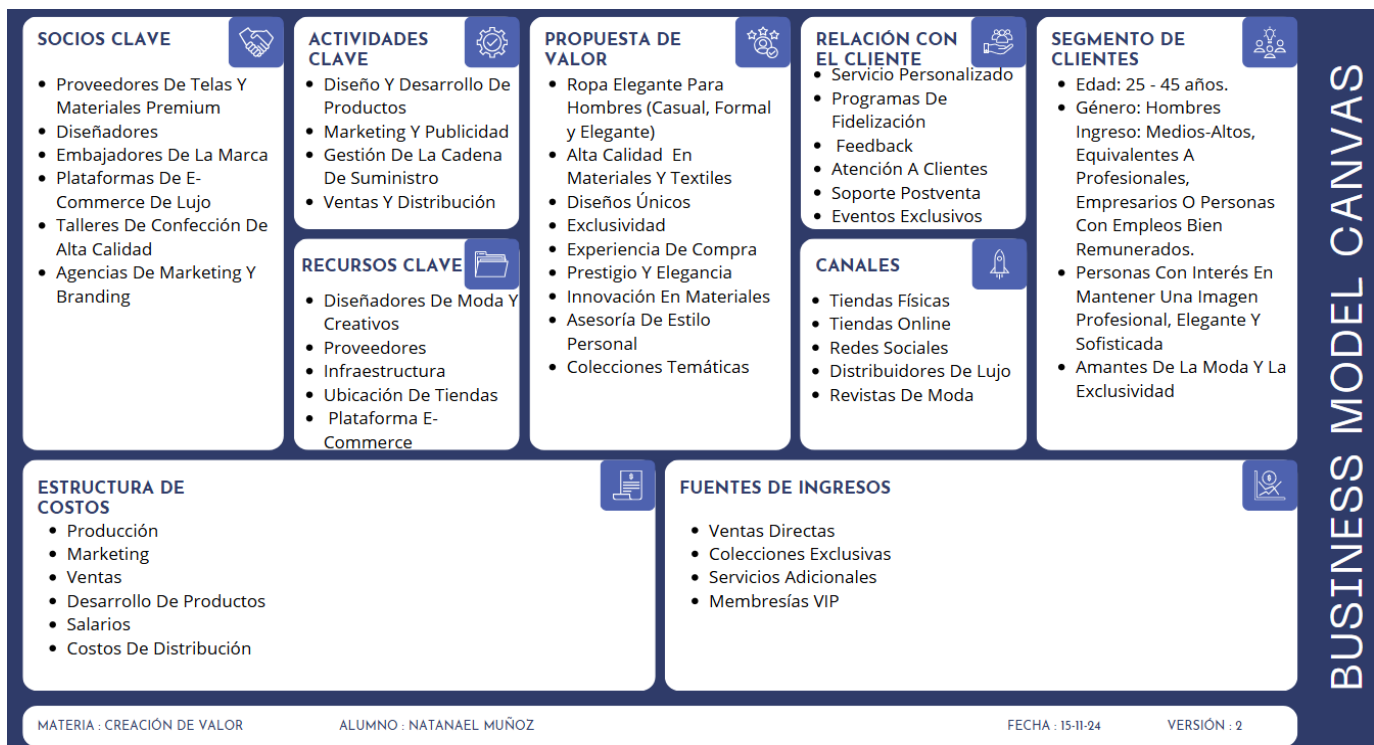 SOCIOS CLAVE
• Proveedores De Telas Y
Materiales Premium
• Diseñadores
• Embajadores De La Marca
• Plataformas De E-
Commerce De Lujo
• Talleres De Confección De
Alta Calidad
• Agencias De Marketing Y
Branding
ACTIVIDADES
CLAVE
• Diseño Y Desarrollo De
Productos
• Marketing Y Publicidad
• Gestión De La Cadena
De Suministro
• Ventas Y Distribución
RECURSOS CLAVE
• Diseñadores De Moda Y
Creativos
• Proveedores
• Infraestructura
• Ubicación De Tiendas
• Plataforma E-
Commerce
PROPUESTA DE
VALOR
• Ropa Elegante Para
Hombres (Casual, Formal
y Elegante)
• Alta Calidad En
Materiales Y Textiles
• Diseños Únicos
• Exclusividad
• Experiencia De Compra
• Prestigio Y Elegancia
• Innovación En Materiales
• Asesoría De Estilo
Personal
• Colecciones Temáticas
RELACIÓN CON
EL CLIENTE
• Servicio Personalizado
• Programas De
Fidelización
• Feedback
• Atención A Clientes
• Soporte Postventa
• Eventos Exclusivos
CANALES
• Tiendas Físicas
• Tiendas Online
• Redes Sociales
• Distribuidores De Lujo
• Revistas De Moda
SEGMENTO DE
CLIENTES
• Edad: 25 - 45 años.
• Género: Hombres
Ingreso: Medios-Altos,
Equivalentes A
Profesionales,
Empresarios O Personas
Con Empleos Bien
Remunerados.
• Personas Con Interés En
Mantener Una Imagen
Profesional, Elegante Y
Sofisticada
• Amantes De La Moda Y La
Exclusividad
ESTRUCTURA DE
COSTOS
• Producción
• Marketing
• Ventas
• Desarrollo De Productos
• Salarios
• Costos De Distribución
FUENTES DE INGRESOS
• Ventas Directas
• Colecciones Exclusivas
• Servicios Adicionales
• Membresías VIP
BUSINESS MODEL CANVAS
MATERIA : CREACIÓN DE VALOR ALUMNO : NATANAEL MUÑOZ FECHA : 15-11-24 VERSIÓN : 2